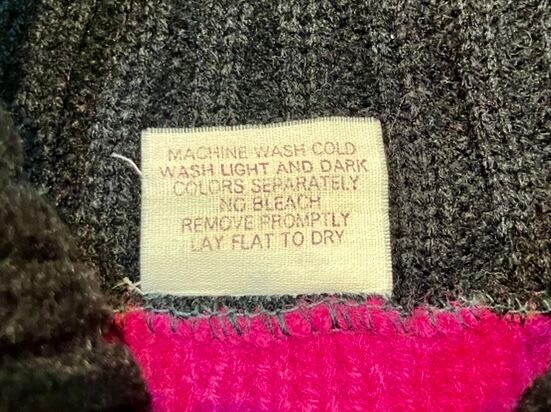 MACHINE WASH COLD
WASH LIGHT AND DARK
COLORS SEPARATELY
NO BLEACH
REMOVE PROMPTLY
LAY FLAT TO DRY